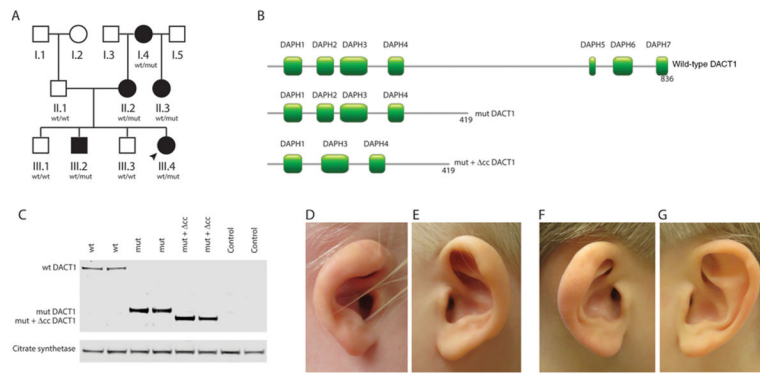 A
I.1 I.2 I.3 I.4 I.5
wt/mut
II.1 II.2 II.3
wt/wt wt/mut wt/mut
III.1 III.2 III.3 III.4
wt/wt wt/mut wt/wt wt/mut
B
DAPH1 DAPH2 DAPH3 DAPH4 DAPH5 DAPH6 DAPH7
Wild-type DACT1
836
DAPH1 DAPH2 DAPH3 DAPH4
mut DACT1
419
DAPH1 DAPH3 DAPH4
mut + Δcc DACT1
419
C
wt wt mut mut mut + Δcc mut + Δcc Control Control
wt DACT1
mut DACT1
mut + Δcc DACT1
Citrate synthetase
D E F G